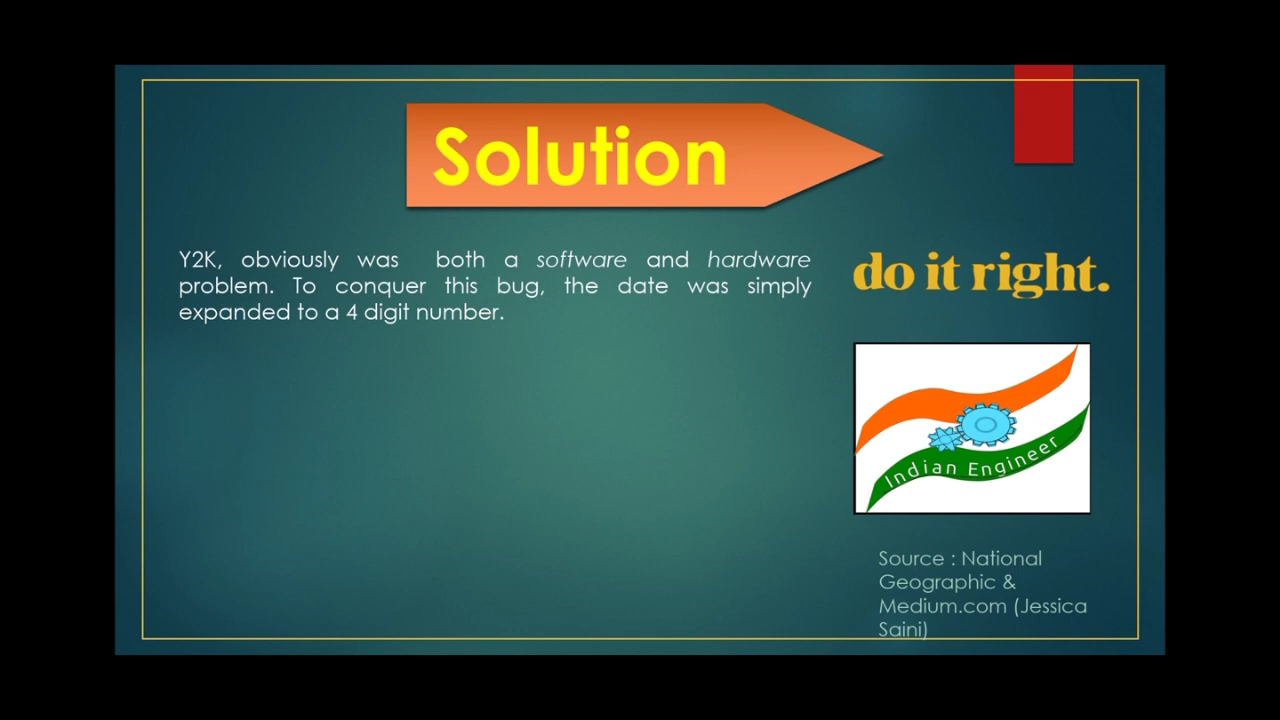 Solution
Y2K, obviously was both a software and hardware
problem. To conquer this bug, the date was simply
expanded to a 4 digit number.
do it right.
Indian Engineer
Source : National
Geographic &
Medium.com (Jessica
Saini)